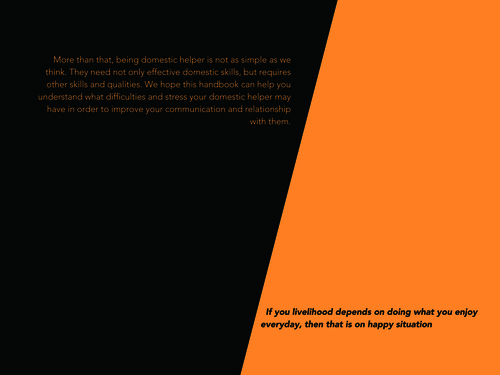 More than that, being domestic helper is not as simple as we
think. They need not only effective domestic skills, but requires
other skills and qualities. We hope this handbook can help you
understand what difficulties and stress your domestic helper may
have in order to improve your communication and relationship
with them.
If you livelihood depends on doing what you enjoy
everyday, then that is on happy situation